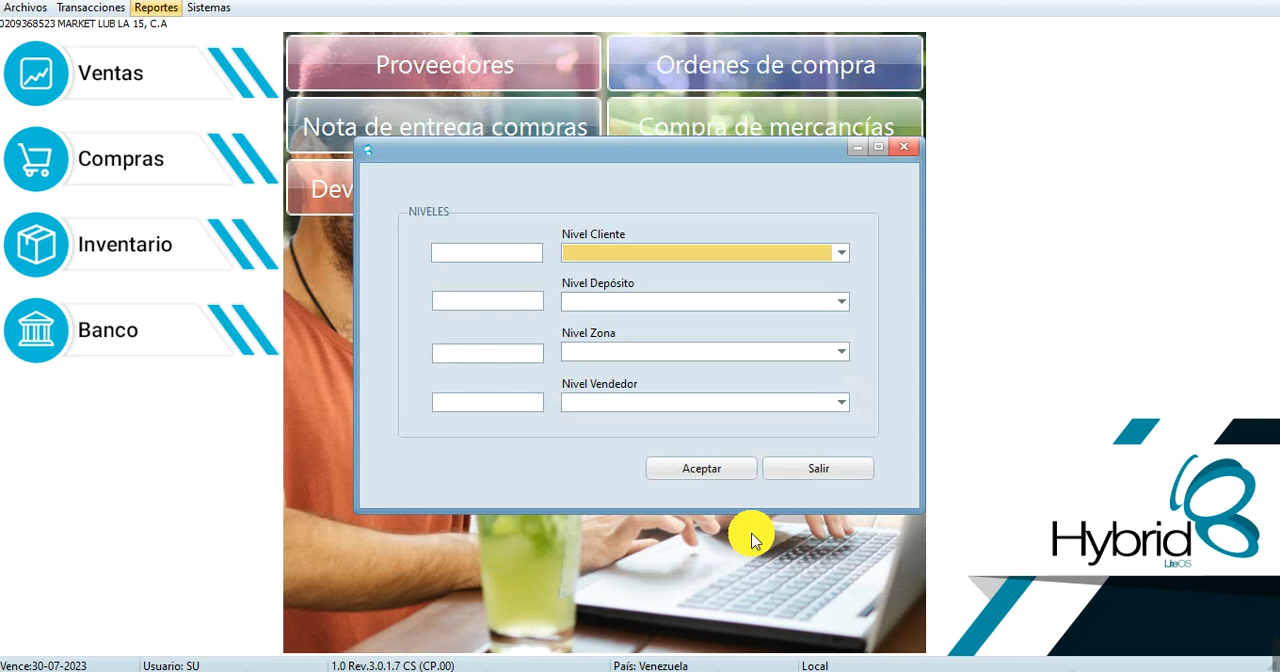 Archivos Transacciones Reportes Sistemas
0209368523 MARKET LUB LA 15, C.A
Ventas
Compras
Inventario
Banco
Proveedores
Ordenes de compra
Nota de entrega compras
Compra de mercancías
Dev
NIVELES
Nivel Cliente
Nivel Depósito
Nivel Zona
Nivel Vendedor
Aceptar Salir
Hybrid
LiteOS
Vence:30-07-2023 Usuario: SU 1.0 Rev.3.0.1.7 CS (CP.00) País: Venezuela Local